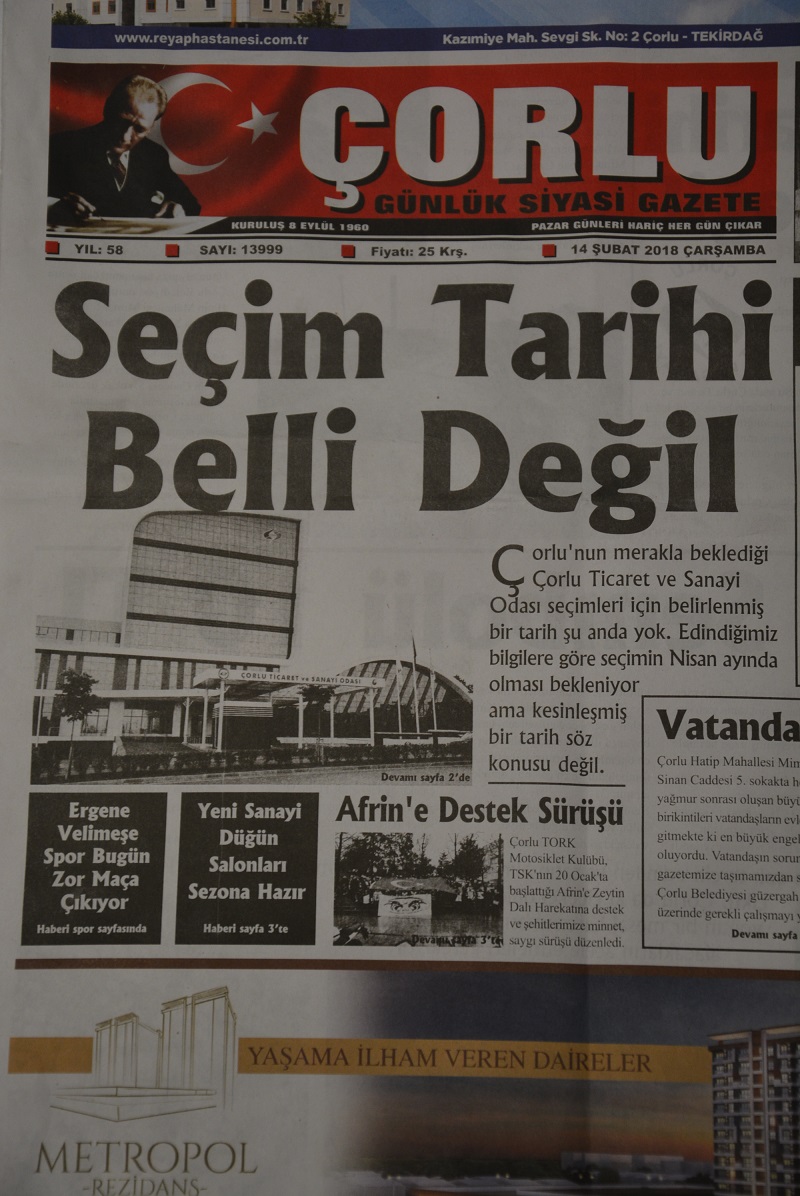 www.reyaphastanesi.com.tr
Kazımiye Mah. Sevgi Sk. No: 2 Çorlu - TEKİRDAĞ
ÇORLU
GÜNLÜK SİYASİ GAZETE
KURULUŞ 8 EYLÜL 1960
PAZAR GÜNLERİ HARİÇ HER GÜN ÇIKAR
YIL: 58
SAYI: 13999
Fiyatı: 25 Krş.
14 ŞUBAT 2018 ÇARŞAMBA
Seçim Tarihi
Belli Değil
Çorlu'nun merakla beklediği
Çorlu Ticaret ve Sanayi
Odası seçimleri için belirlenmiş
bir tarih şu anda yok. Edindiğimiz
bilgilere göre seçimin Nisan ayında
olması bekleniyor
ama kesinleşmiş
bir tarih söz
konusu değil.
ÇORLU TİCARET ve SANAYİ ODASI
Devamı sayfa 2'de
Ergene
Velimeşe
Spor Bugün
Zor Maça
Çıkıyor
Haberi spor sayfasında
Yeni Sanayi
Düğün
Salonları
Sezona Hazır
Haberi sayfa 3'te
Afrin'e Destek Sürüşü
Çorlu TORK
Motosiklet Kulübü,
TSK'nın 20 Ocak'ta
başlattığı Afrin'e Zeytin
Dalı Harekatına destek
ve şehitlerimize minnet,
saygı sürüşü düzenledi.
Devamı sayfa 3'te
Vatanda
Çorlu Hatip Mahallesi Mim
Sinan Caddesi 5. sokakta
yağmur sonrası oluşan
birikintileri vatandaşların
gitmekte ki en büyük
oluyordu. Vatandaşın
gazetemize taşımamızdan
Çorlu Belediyesi güzergah
üzerinde gerekli çalışmayı
Devamı sayfa
YAŞAMA İLHAM VEREN DAİRELER
METROPOL
-REZİDANS-